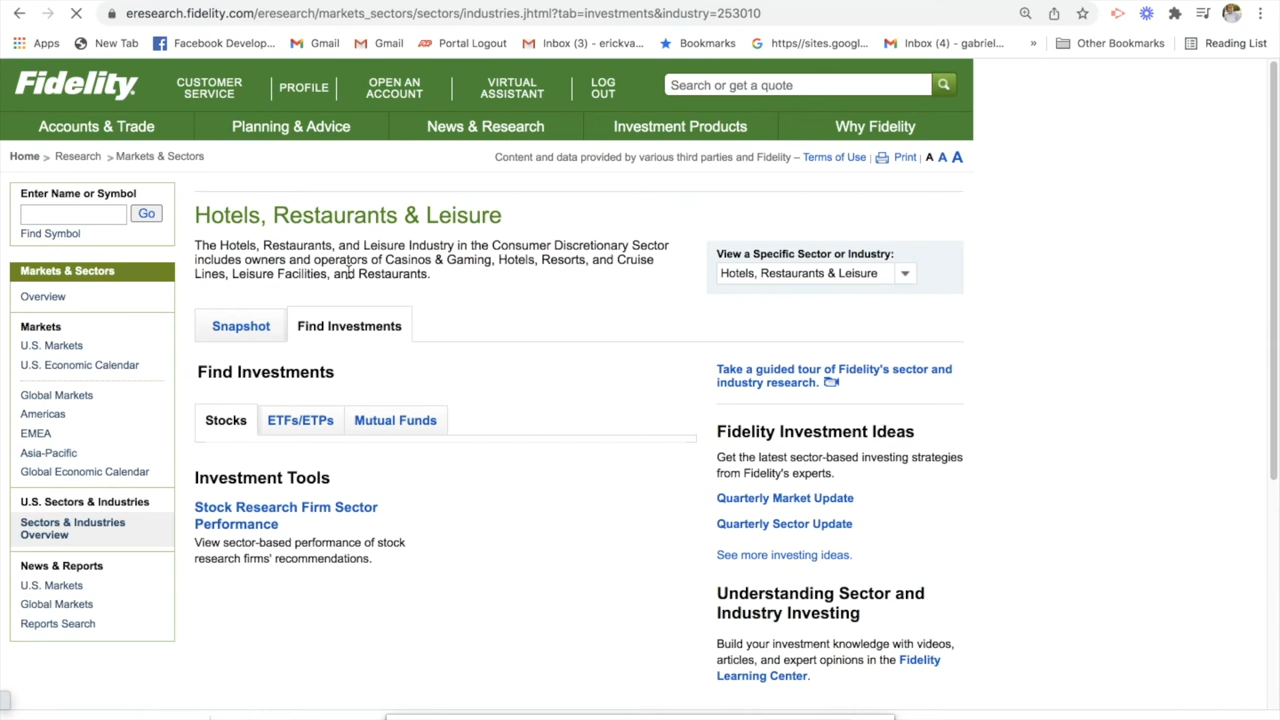 eresearch.fidelity.com/eresearch/markets_sectors/sectors/industries.jhtml?tab=investments&industry=253010
Apps New Tab Facebook Develop... Gmail Gmail Portal Logout Inbox (3) - erickva... Bookmarks https//sites.googl... Inbox (4) - gabriel... » Other Bookmarks Reading List
Fidelity
CUSTOMER SERVICE
PROFILE
OPEN AN ACCOUNT
VIRTUAL ASSISTANT
LOG OUT
Search or get a quote
Accounts & Trade Planning & Advice News & Research Investment Products Why Fidelity
Home > Research > Markets & Sectors
Content and data provided by various third parties and Fidelity – Terms of Use | Print | A A A
Enter Name or Symbol
Go
Find Symbol
Markets & Sectors
Overview
Markets
U.S. Markets
U.S. Economic Calendar
Global Markets
Americas
EMEA
Asia-Pacific
Global Economic Calendar
U.S. Sectors & Industries
Sectors & Industries
Overview
News & Reports
U.S. Markets
Global Markets
Reports Search
Hotels, Restaurants & Leisure
The Hotels, Restaurants, and Leisure Industry in the Consumer Discretionary Sector
includes owners and operators of Casinos & Gaming, Hotels, Resorts, and Cruise
Lines, Leisure Facilities, and Restaurants.
View a Specific Sector or Industry:
Hotels, Restaurants & Leisure
Snapshot Find Investments
Find Investments
Stocks ETFs/ETPs Mutual Funds
Investment Tools
Stock Research Firm Sector
Performance
View sector-based performance of stock
research firms' recommendations.
Take a guided tour of Fidelity's sector and
industry research.
Fidelity Investment Ideas
Get the latest sector-based investing strategies
from Fidelity's experts.
Quarterly Market Update
Quarterly Sector Update
See more investing ideas.
Understanding Sector and
Industry Investing
Build your investment knowledge with videos,
articles, and expert opinions in the Fidelity
Learning Center.